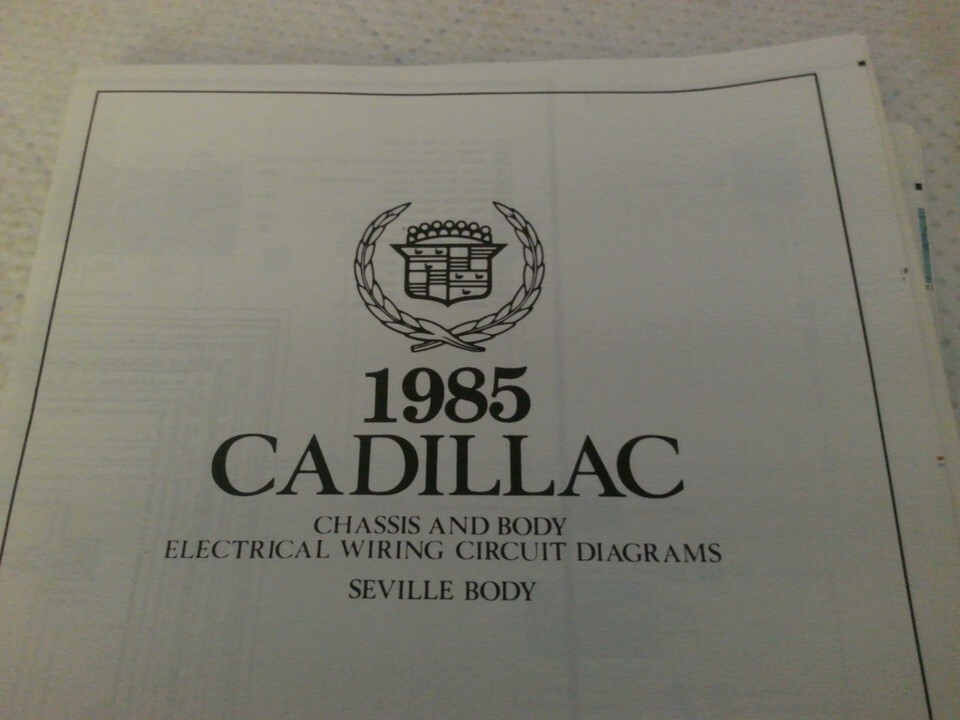 1985
CADILLAC
CHASSIS AND BODY
ELECTRICAL WIRING CIRCUIT DIAGRAMS
SEVILLE BODY